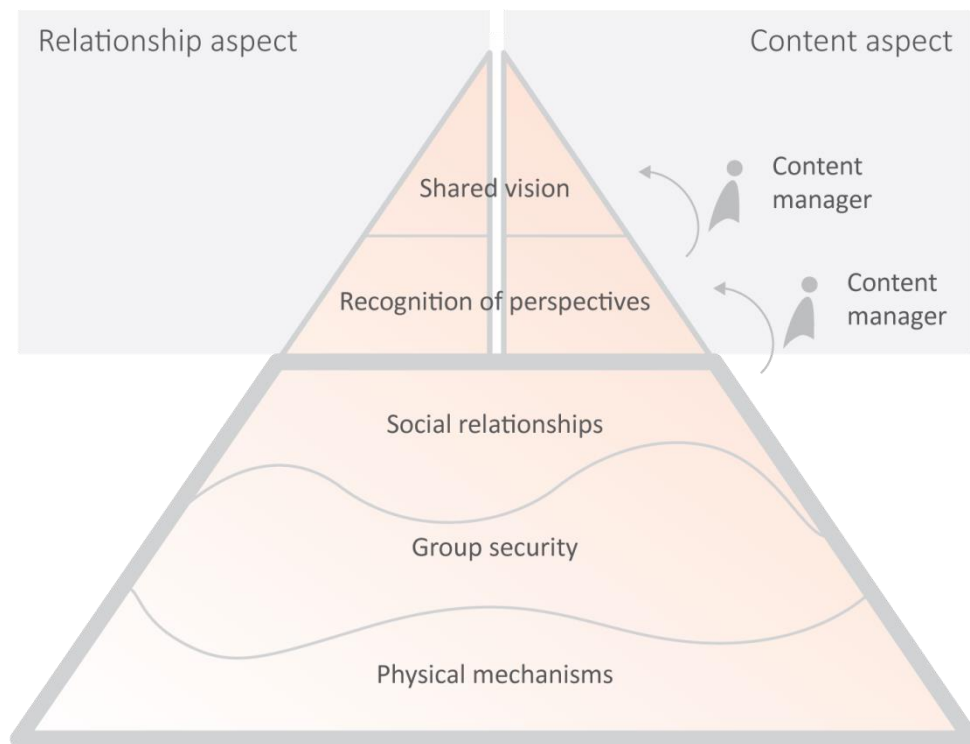 Relationship aspect
Content aspect
Content
manager
Shared vision
Content
manager
Recognition of perspectives
Social relationships
Group security
Physical mechanisms